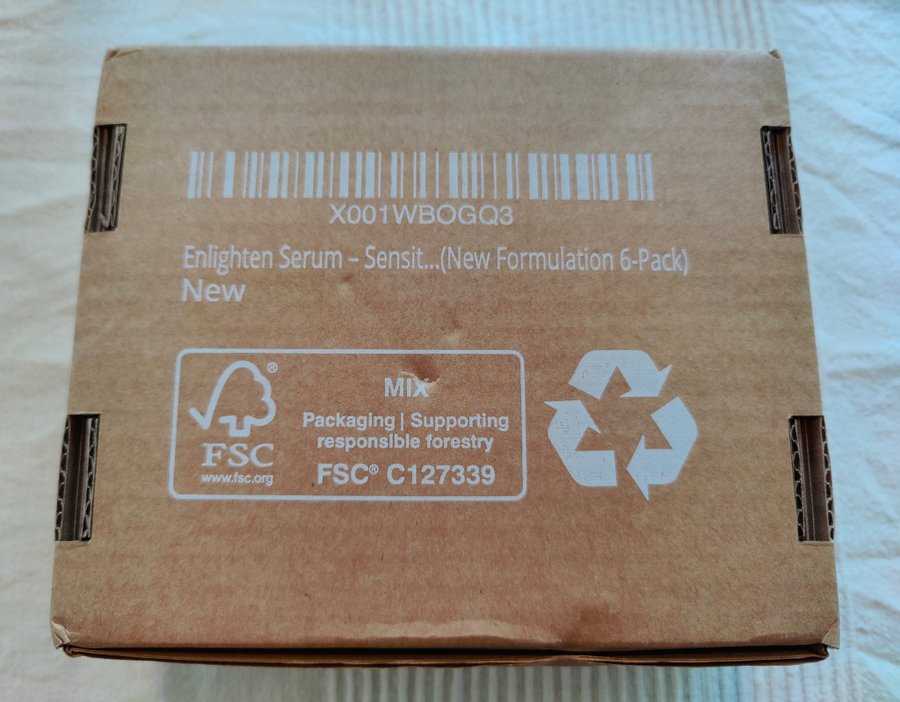 X001WBOGQ3
Enlighten Serum – Sensit...(New Formulation 6-Pack)
New
FSC
®
www.fsc.org
MIX
Packaging | Supporting
responsible forestry
FSC® C127339